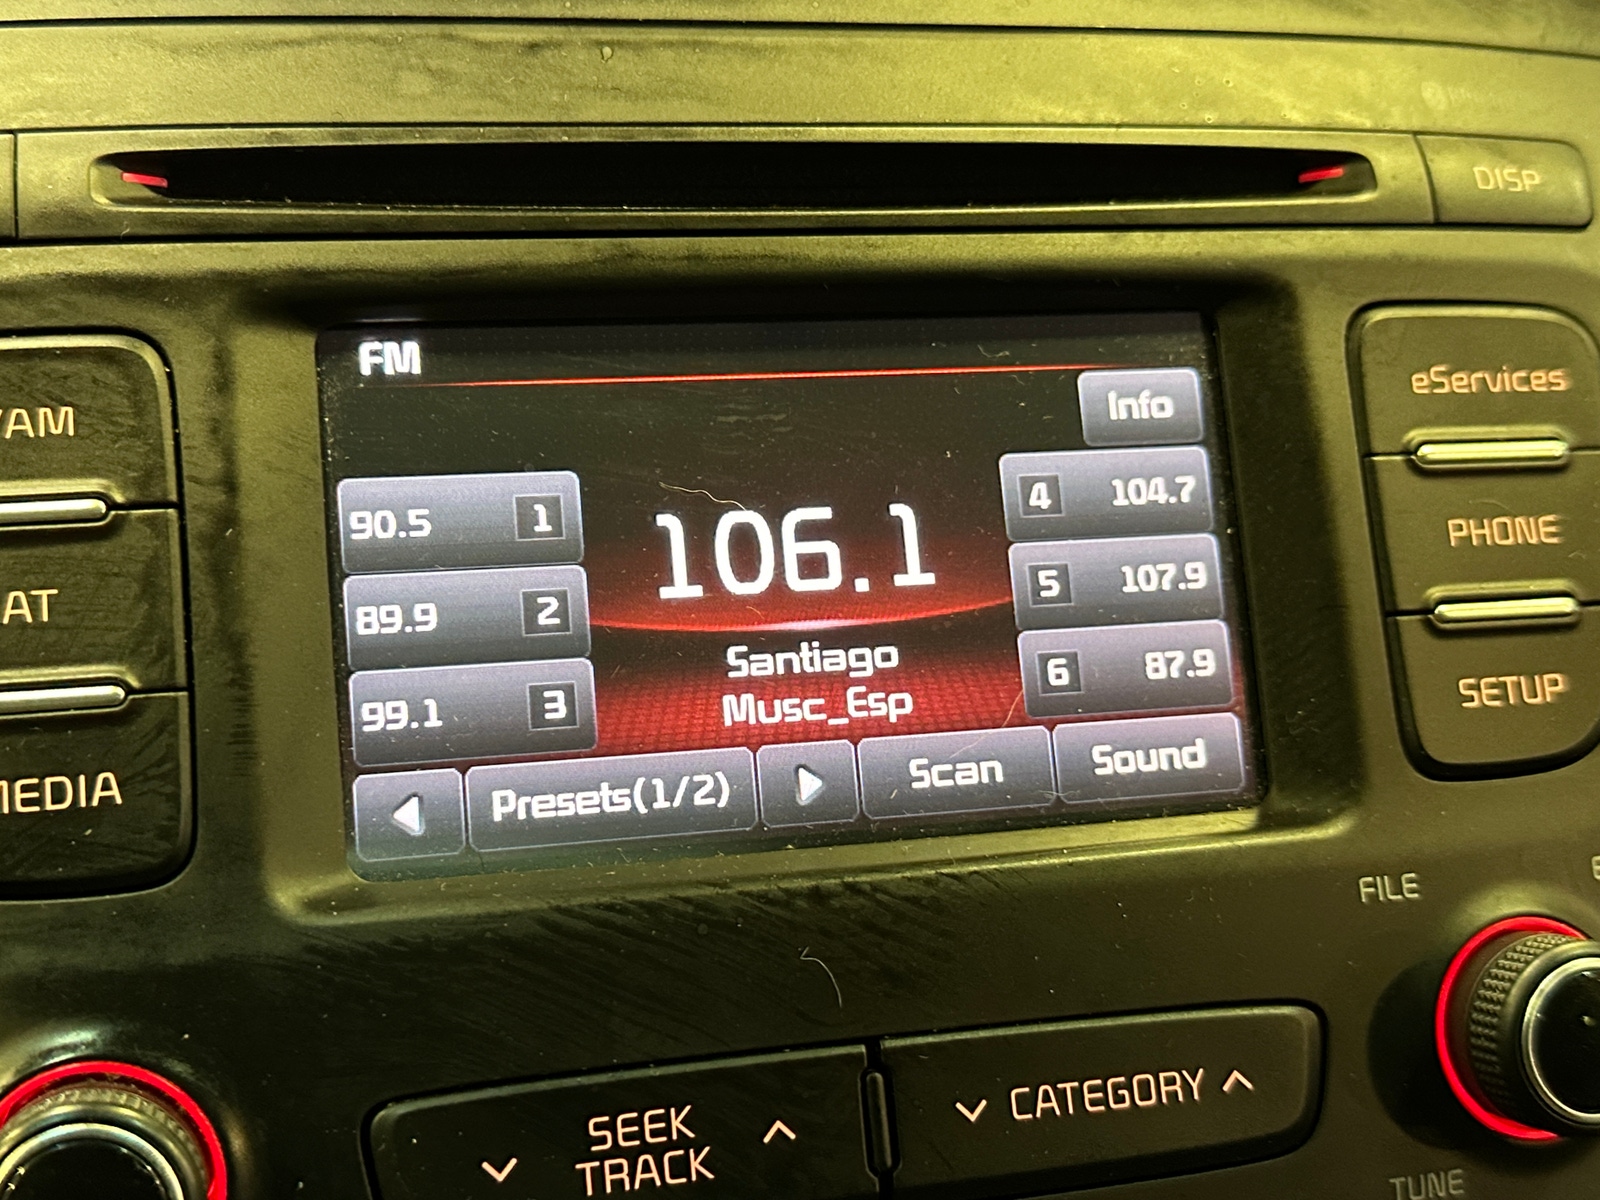 DISP
FM
Info
/AM
eServices
90.5 1
106.1
4 104.7
PHONE
89.9 2
5 107.9
AT
Santiago
6 87.9
SETUP
99.1 3
Musc_Esp
MEDIA
Presets(1/2)
Scan
Sound
FILE
CATEGORY
SEEK
TRACK
TUNE